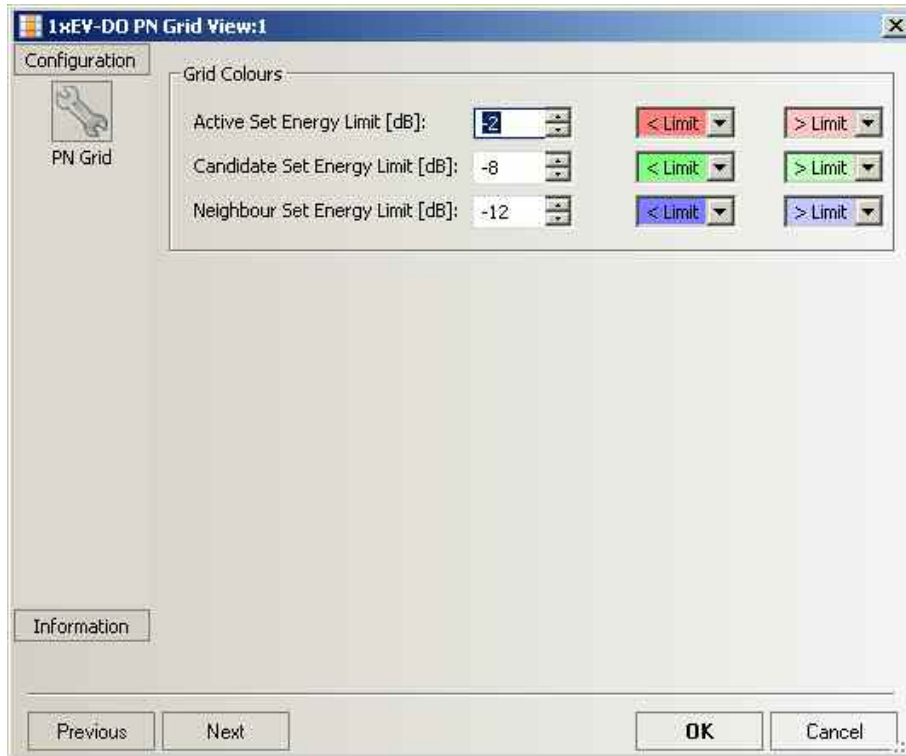 1xEV-DO PN Grid View:1
Configuration
PN Grid
Grid Colours
Active Set Energy Limit [dB]: -2 < Limit > Limit
Candidate Set Energy Limit [dB]: -8 < Limit > Limit
Neighbour Set Energy Limit [dB]: -12 < Limit > Limit
Information
Previous Next OK Cancel